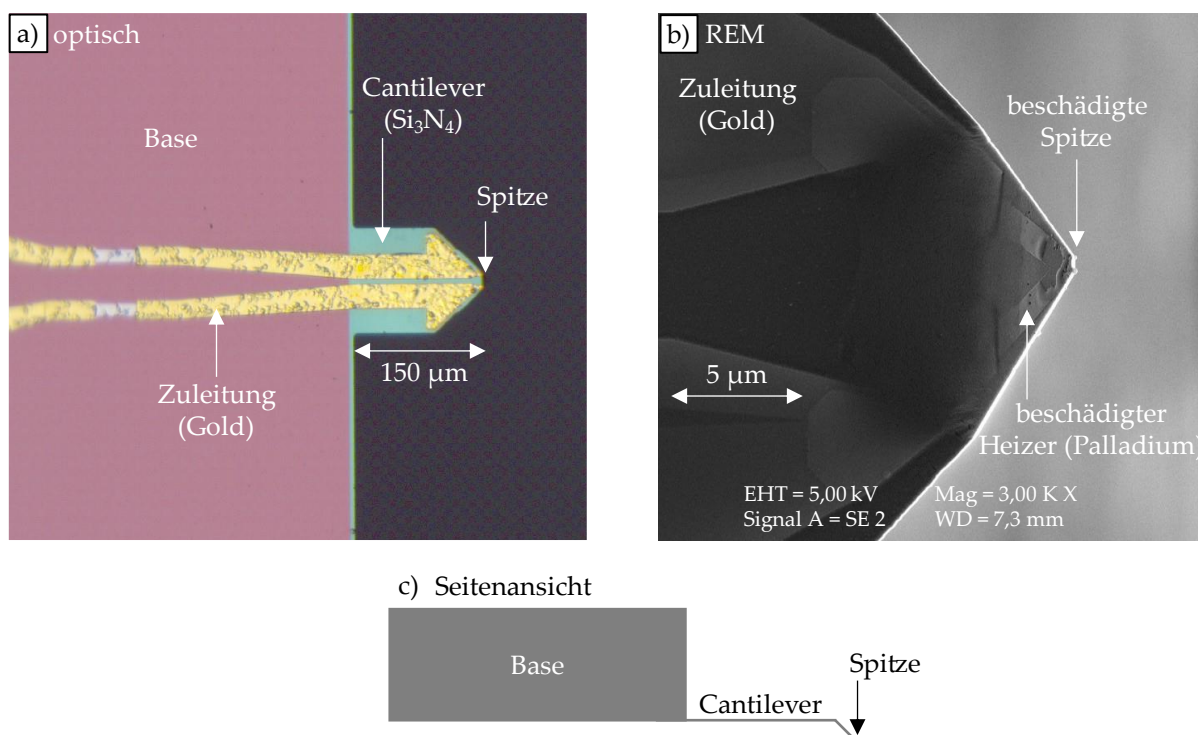 a) optisch
Cantilever
(Si₃N₄)
Base
Spitze
150 µm
Zuleitung
(Gold)
b) REM
Zuleitung
(Gold)
beschädigte
Spitze
5 µm
beschädigter
Heizer (Palladium)
EHT = 5,00 kV Mag = 3,00 K X
Signal A = SE 2 WD = 7,3 mm
c) Seitenansicht
Base
Spitze
Cantilever